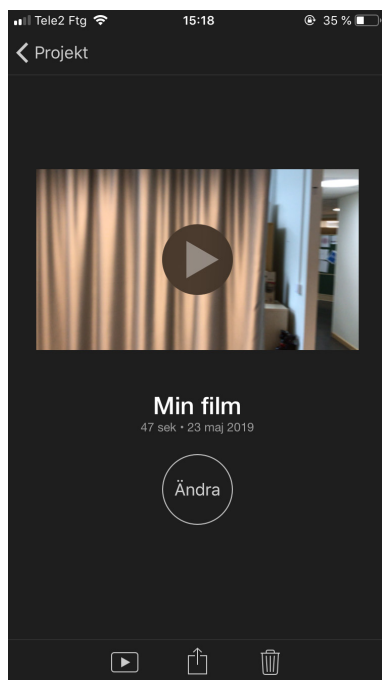 Tele2 Ftg 15:18 35 %
Projekt
Min film
47 sek • 23 maj 2019
Ändra